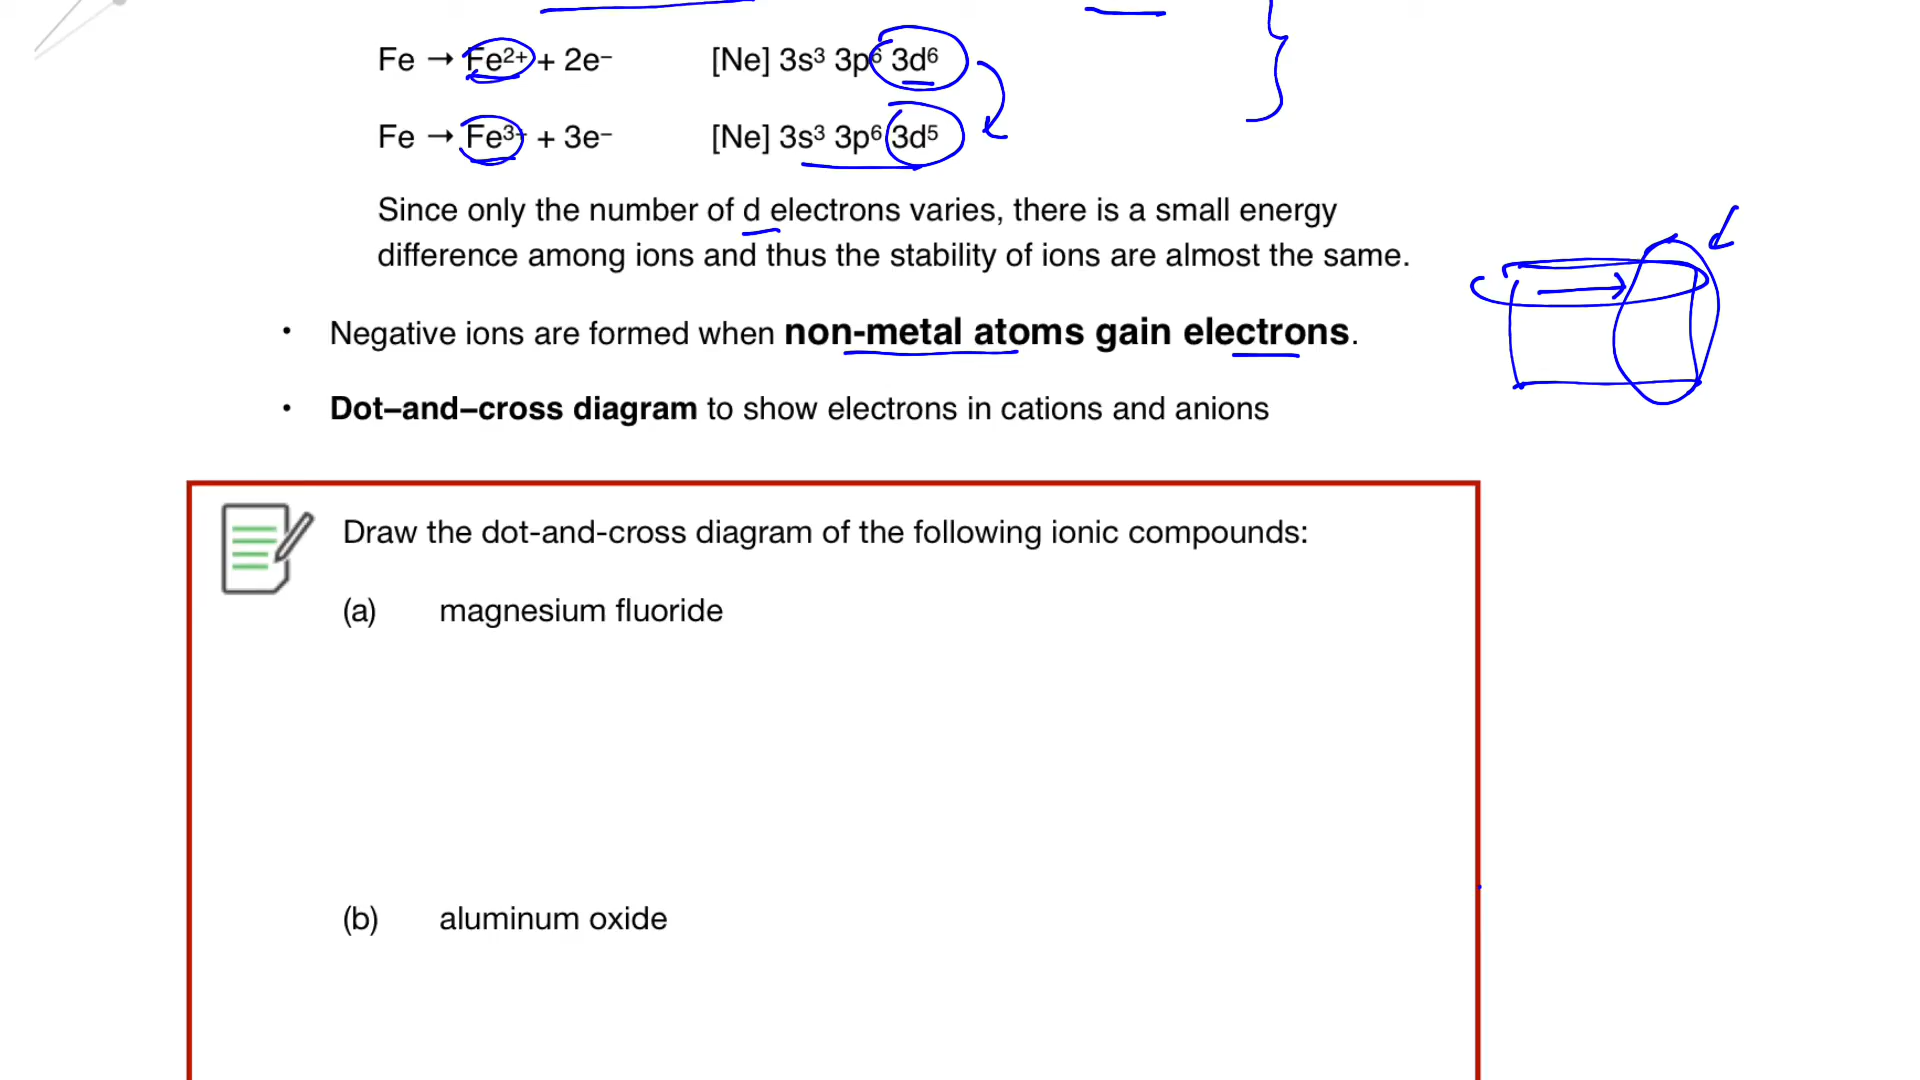 Fe → Fe²⁺ + 2e⁻ [Ne] 3s³ 3p⁶ 3d⁶
Fe → Fe³⁺ + 3e⁻ [Ne] 3s³ 3p⁶ 3d⁵
Since only the number of d electrons varies, there is a small energy
difference among ions and thus the stability of ions are almost the same.
• Negative ions are formed when non-metal atoms gain electrons.
• Dot–and–cross diagram to show electrons in cations and anions
Draw the dot-and-cross diagram of the following ionic compounds:
(a) magnesium fluoride
(b) aluminum oxide